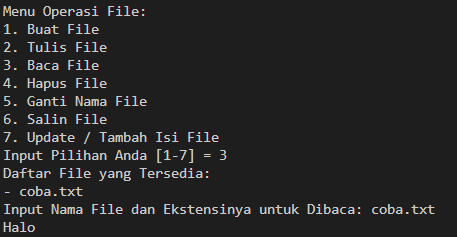 Menu Operasi File:
1. Buat File
2. Tulis File
3. Baca File
4. Hapus File
5. Ganti Nama File
6. Salin File
7. Update / Tambah Isi File
Input Pilihan Anda [1-7] = 3
Daftar File yang Tersedia:
- coba.txt
Input Nama File dan Ekstensinya untuk Dibaca: coba.txt
Halo